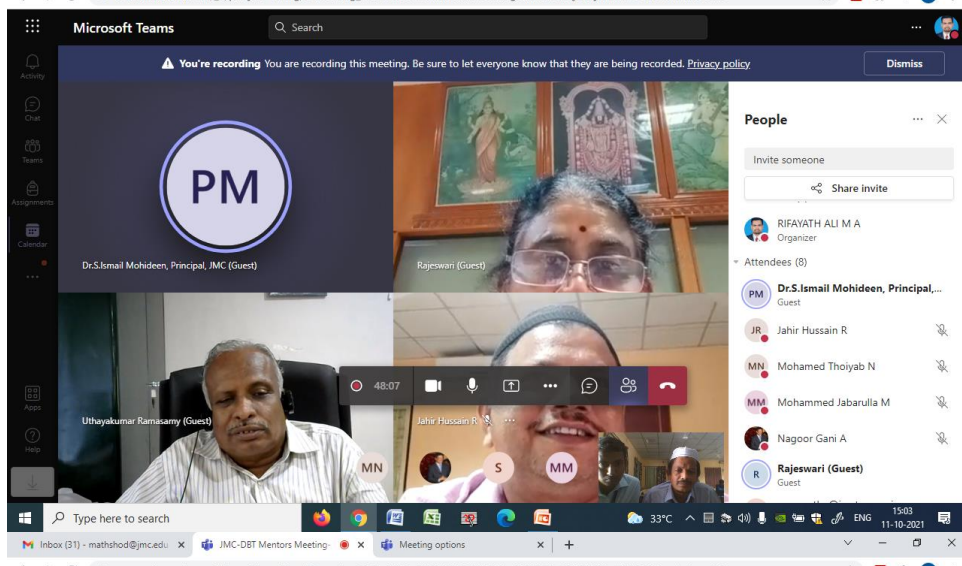 Microsoft Teams
Search
You're recording You are recording this meeting. Be sure to let everyone know that they are being recorded. Privacy policy
Dismiss
Activity
Chat
Teams
Assignments
Calendar
Apps
Help
PM
Dr.S.Ismail Mohideen, Principal, JMC (Guest)
Rajeswari (Guest)
Uthayakumar Ramasamy (Guest)
Jahir Hussain R
48:07
MN
S
MM
People
Invite someone
Share invite
RIFAYATH ALI M A
Organizer
Attendees (8)
PM
Dr.S.Ismail Mohideen, Principal,...
Guest
JR
Jahir Hussain R
MN
Mohamed Thoiyab N
MM
Mohammed Jabarulla M
Nagoor Gani A
R
Rajeswari (Guest)
Guest
Type here to search
33°C
ENG
15:03
11-10-2021
Inbox (31) - mathshod@jmc.edu
JMC-DBT Mentors Meeting-
Meeting options